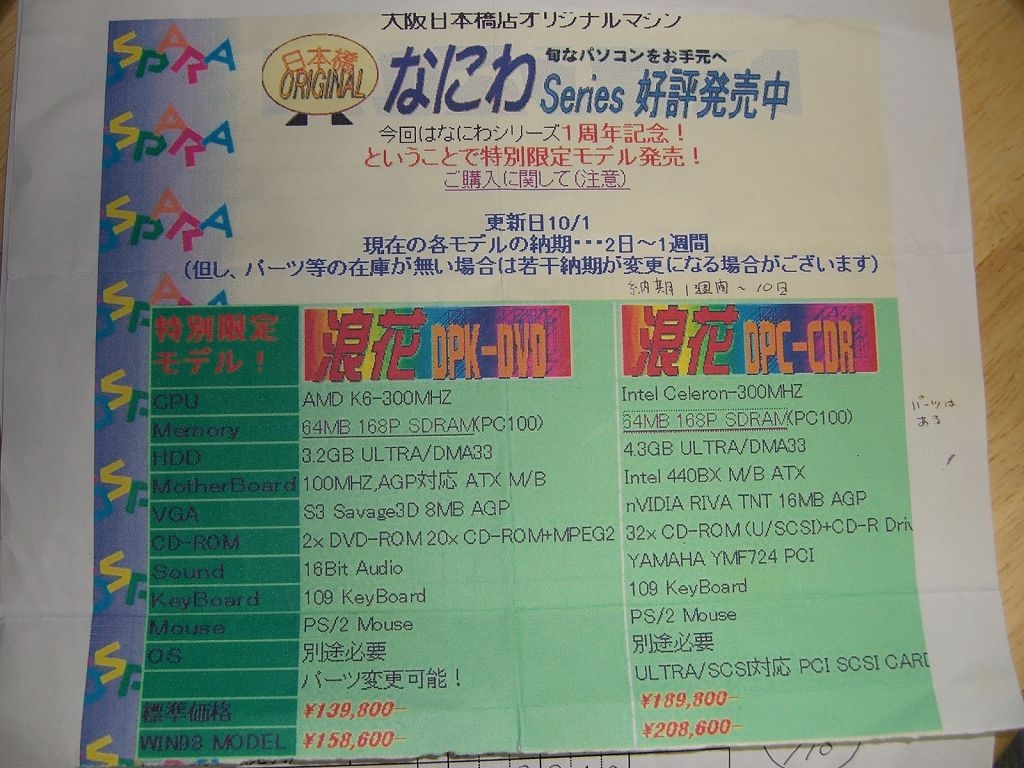 大阪日本橋店オリジナルマシン
SPARA
日本橋
ORIGINAL
旬なパソコンをお手元へ
なにわ Series 好評発売中
SPARA
今回はなにわシリーズ1周年記念！
ということで特別限定モデル発売！
ご購入に関して(注意)
SPARA
更新日10/1
現在の各モデルの納期・・・2日～1週間
(但し、パーツ等の在庫が無い場合は若干納期が変更になる場合がございます)
納期 1週間～10日
特別限定モデル！ 浪花 DPK-DVD 浪花 DPC-CDR
CPU AMD K6-300MHZ Intel Celeron-300MHZ
Memory 64MB 168P SDRAM(PC100) 64MB 168P SDRAM(PC100)
パーツは
ある
HDD 3.2GB ULTRA/DMA33 4.3GB ULTRA/DMA33
MotherBoard 100MHZ,AGP対応 ATX M/B Intel 440BX M/B ATX
VGA S3 Savage3D 8MB AGP nVIDIA RIVA TNT 16MB AGP
CD-ROM 2x DVD-ROM 20x CD-ROM+MPEG2 32x CD-ROM(U/SCSI)+CD-R Driv
Sound 16Bit Audio YAMAHA YMF724 PCI
KeyBoard 109 KeyBoard 109 KeyBoard
Mouse PS/2 Mouse PS/2 Mouse
OS 別途必要 別途必要
パーツ変更可能！ ULTRA/SCSI対応 PCI SCSI CARD
標準価格 ¥139,800- ¥189,800-
WIN98 MODEL ¥158,600- ¥208,600-